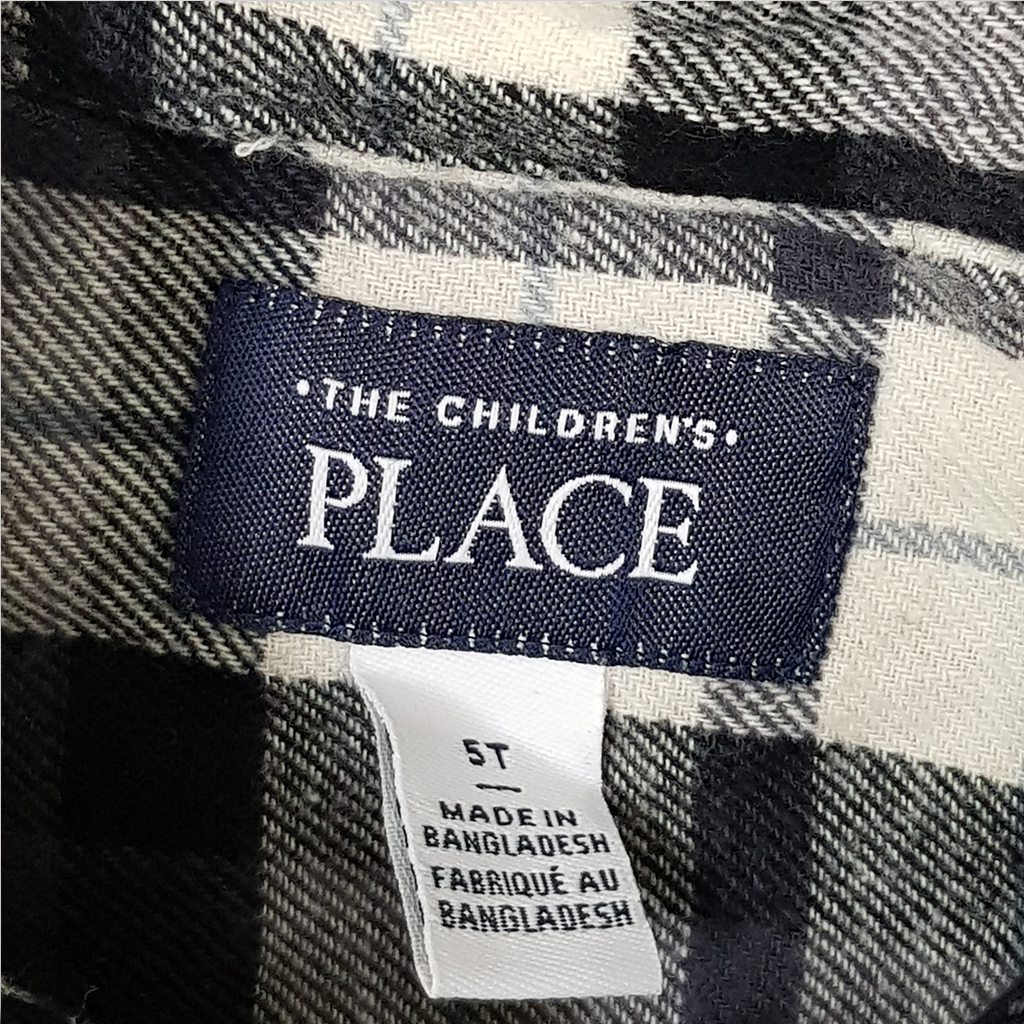 •THE CHILDREN'S•
PLACE
5T
—
MADE IN
BANGLADESH
FABRIQUÉ AU
BANGLADESH